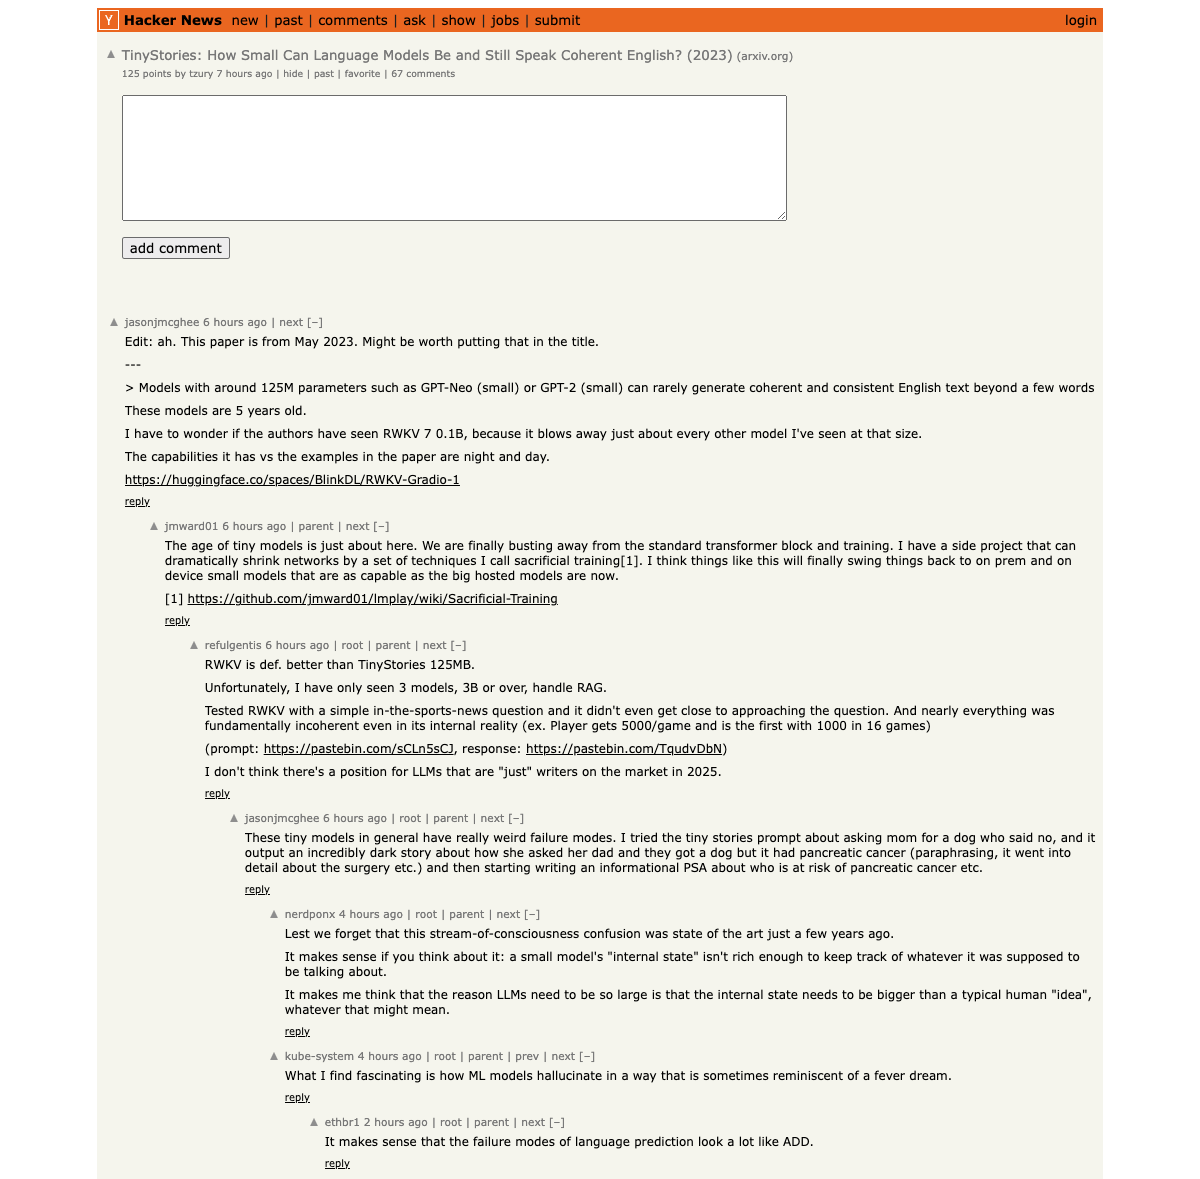 Y Hacker News new | past | comments | ask | show | jobs | submit login
▲ TinyStories: How Small Can Language Models Be and Still Speak Coherent English? (2023) (arxiv.org)
125 points by tzury 7 hours ago | hide | past | favorite | 67 comments
add comment
▲ jasonjmcghee 6 hours ago | next [–]
Edit: ah. This paper is from May 2023. Might be worth putting that in the title.
---
> Models with around 125M parameters such as GPT-Neo (small) or GPT-2 (small) can rarely generate coherent and consistent English text beyond a few words
These models are 5 years old.
I have to wonder if the authors have seen RWKV 7 0.1B, because it blows away just about every other model I've seen at that size.
The capabilities it has vs the examples in the paper are night and day.
https://huggingface.co/spaces/BlinkDL/RWKV-Gradio-1
reply
▲ jmward01 6 hours ago | parent | next [–]
The age of tiny models is just about here. We are finally busting away from the standard transformer block and training. I have a side project that can
dramatically shrink networks by a set of techniques I call sacrificial training[1]. I think things like this will finally swing things back to on prem and on
device small models that are as capable as the big hosted models are now.
[1] https://github.com/jmward01/lmplay/wiki/Sacrificial-Training
reply
▲ refulgentis 6 hours ago | root | parent | next [–]
RWKV is def. better than TinyStories 125MB.
Unfortunately, I have only seen 3 models, 3B or over, handle RAG.
Tested RWKV with a simple in-the-sports-news question and it didn't even get close to approaching the question. And nearly everything was
fundamentally incoherent even in its internal reality (ex. Player gets 5000/game and is the first with 1000 in 16 games)
(prompt: https://pastebin.com/sCLn5sCJ, response: https://pastebin.com/TqudvDbN)
I don't think there's a position for LLMs that are "just" writers on the market in 2025.
reply
▲ jasonjmcghee 6 hours ago | root | parent | next [–]
These tiny models in general have really weird failure modes. I tried the tiny stories prompt about asking mom for a dog who said no, and it
output an incredibly dark story about how she asked her dad and they got a dog but it had pancreatic cancer (paraphrasing, it went into
detail about the surgery etc.) and then starting writing an informational PSA about who is at risk of pancreatic cancer etc.
reply
▲ nerdponx 4 hours ago | root | parent | next [–]
Lest we forget that this stream-of-consciousness confusion was state of the art just a few years ago.
It makes sense if you think about it: a small model's "internal state" isn't rich enough to keep track of whatever it was supposed to
be talking about.
It makes me think that the reason LLMs need to be so large is that the internal state needs to be bigger than a typical human "idea",
whatever that might mean.
reply
▲ kube-system 4 hours ago | root | parent | prev | next [–]
What I find fascinating is how ML models hallucinate in a way that is sometimes reminiscent of a fever dream.
reply
▲ ethbr1 2 hours ago | root | parent | next [–]
It makes sense that the failure modes of language prediction look a lot like ADD.
reply